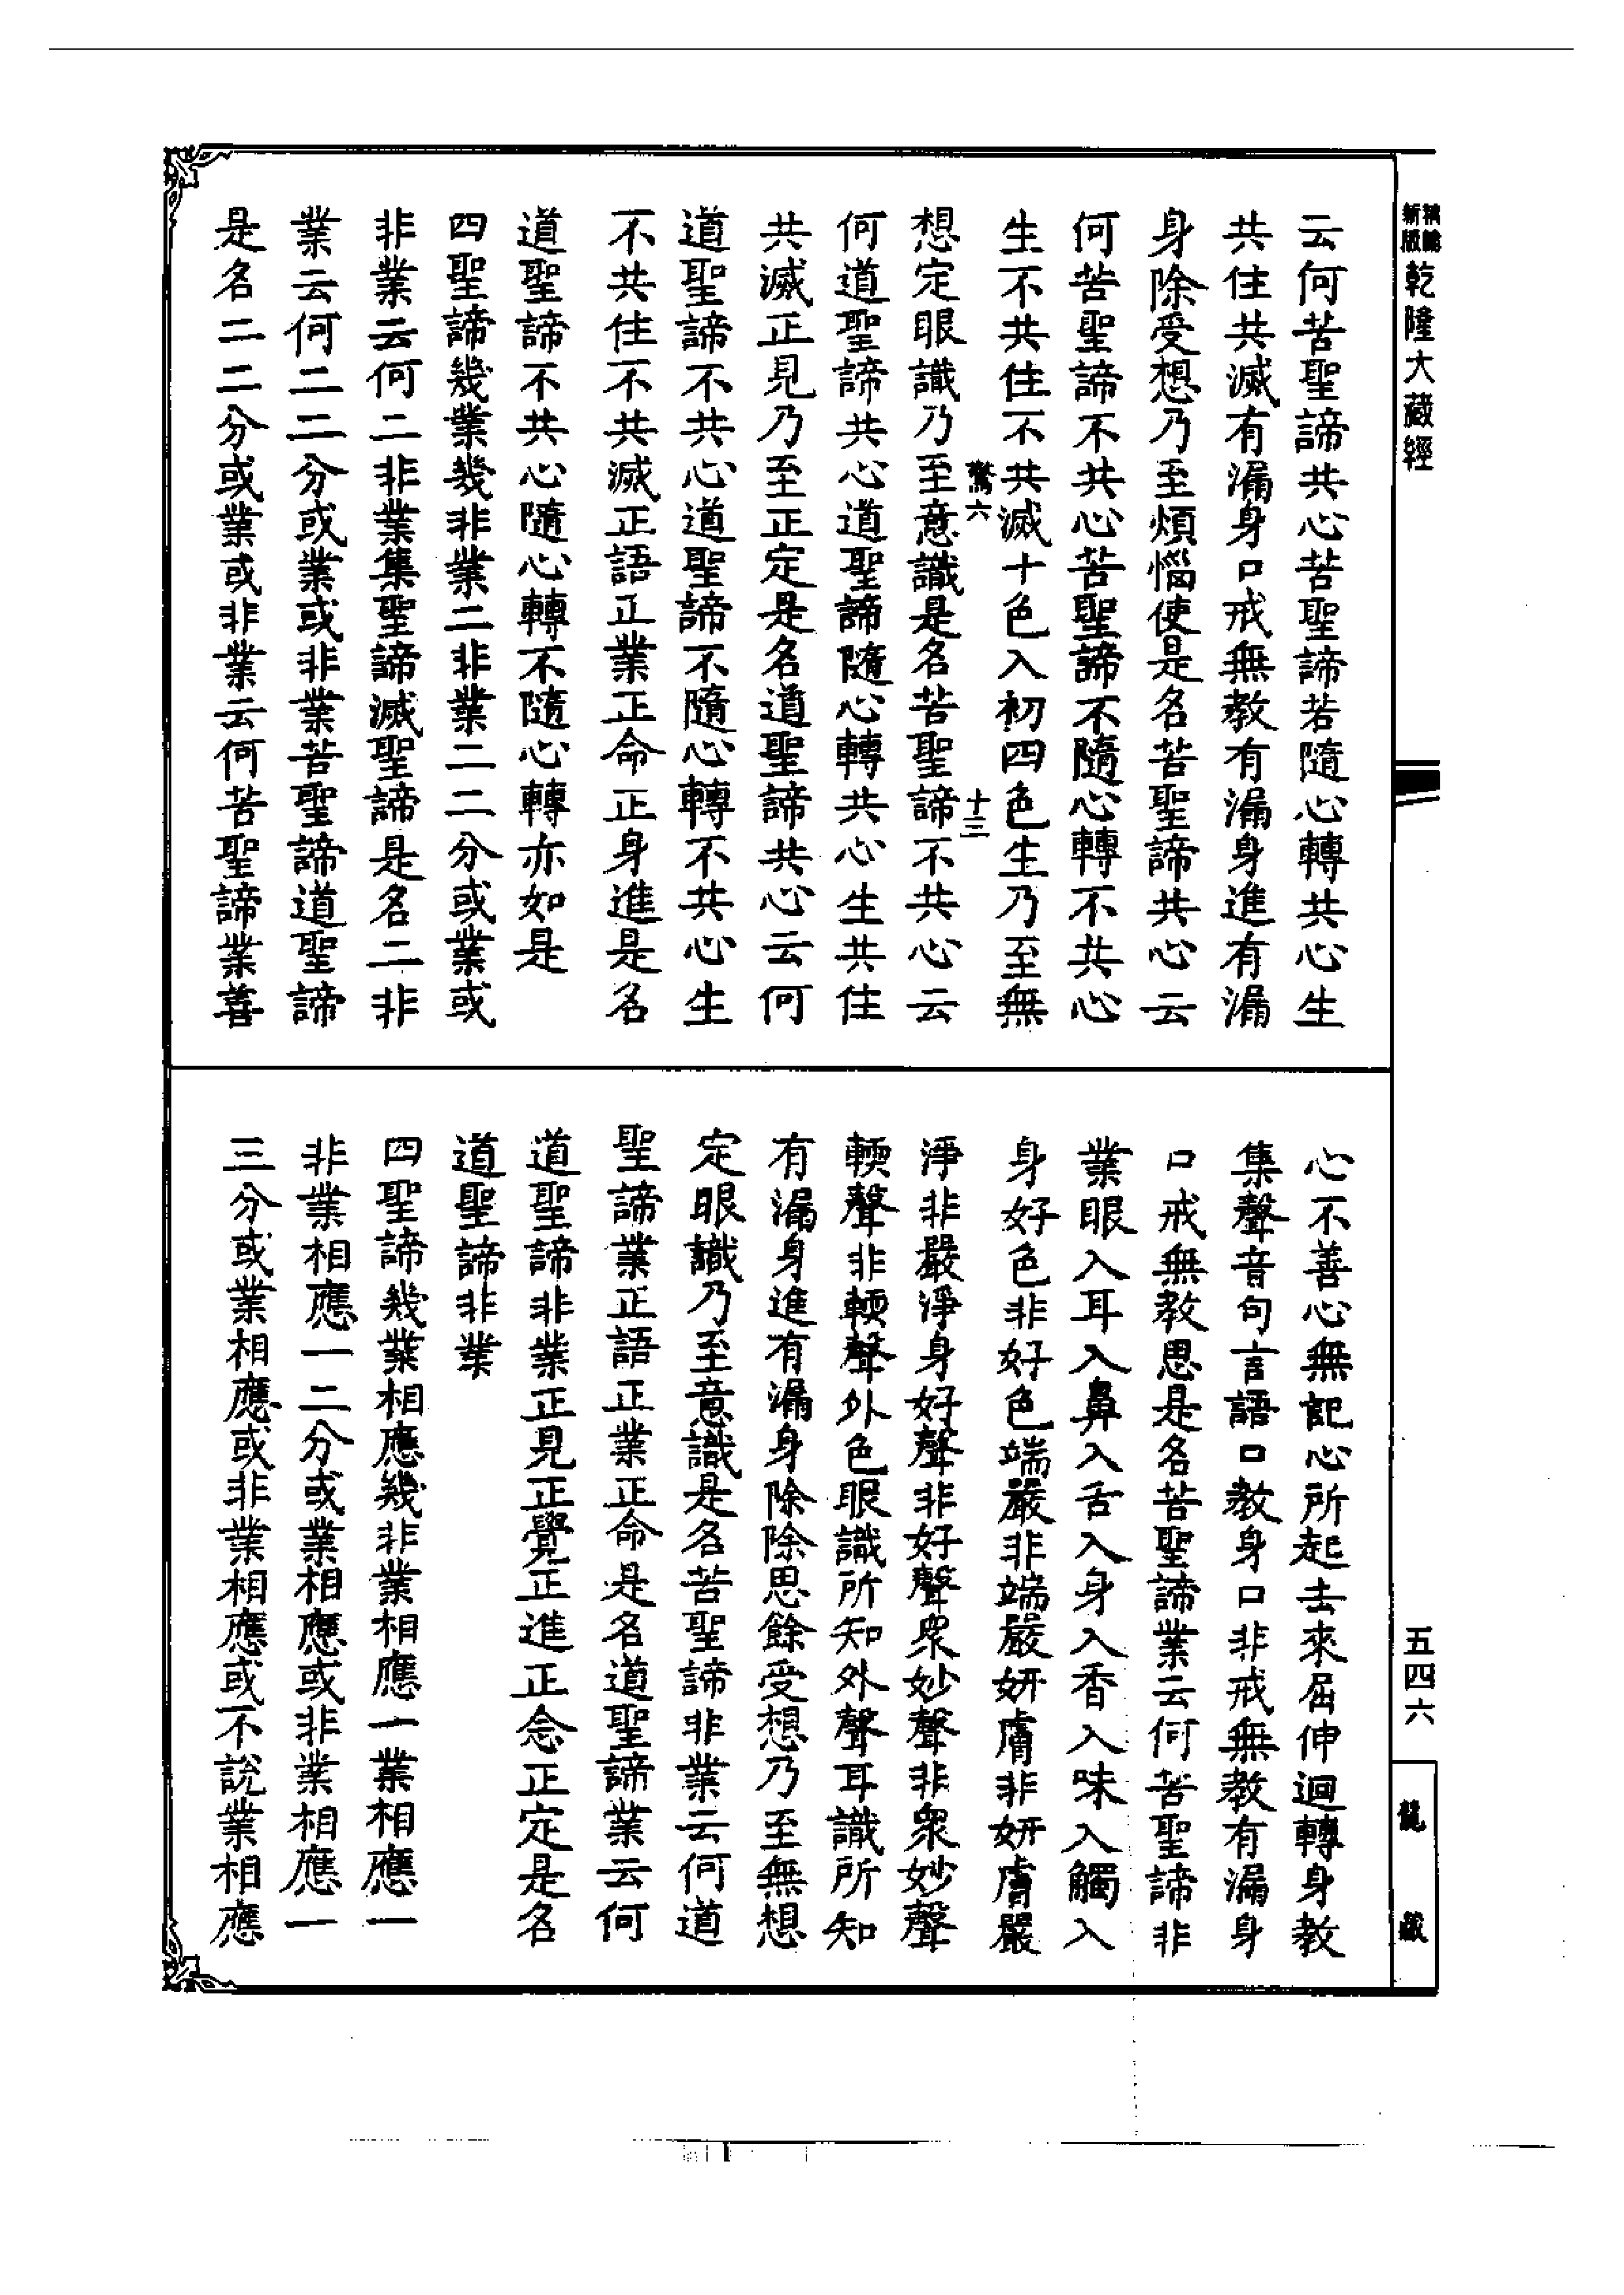 新版
精縮
乾隆大藏經
云何苦聖諦共心苦聖諦若隨心轉共心生
共住共滅有漏身口戒無教有漏身進有漏
身除受想乃至煩惱使是名苦聖諦共心云
何苦聖諦不共心苦聖諦不隨心轉不共心
生不共住不共滅十色入初四色生乃至無
驚六
十三
想定眼識乃至意識是名苦聖諦不共心云
何道聖諦共心道聖諦隨心轉共心生共住
共滅正見乃至正定是名道聖諦共心云何
道聖諦不共心道聖諦不隨心轉不共心生
不共住不共滅正語正業正命正身進是名
道聖諦不共心隨心轉不隨心轉亦如是
四聖諦幾業幾非業二非業二二分或業或
非業云何二非業集聖諦滅聖諦是名二非
業云何二二分或業或非業苦聖諦道聖諦
是名二二分或業或非業云何苦聖諦業善
心不善心無記心所起去來屈伸迴轉身教
集聲音句言語口教身口非戒無教有漏身
口戒無教思是名苦聖諦業云何苦聖諦非
業眼入耳入鼻入舌入身入香入味入觸入
身好色非好色端嚴非端嚴妍膚非妍膚嚴
淨非嚴淨身好聲非好聲眾妙聲非眾妙聲
輭聲非輭聲外色眼識所知外聲耳識所知
有漏身進有漏身除除思餘受想乃至無想
定眼識乃至意識是名苦聖諦非業云何道
聖諦業正語正業正命是名道聖諦業云何
道聖諦非業正見正覺正進正念正定是名
道聖諦非業
四聖諦幾業相應幾非業相應一業相應一
非業相應一二分或業相應或非業相應一
三分或業相應或非業相應或不說業相應
五四六
龍藏